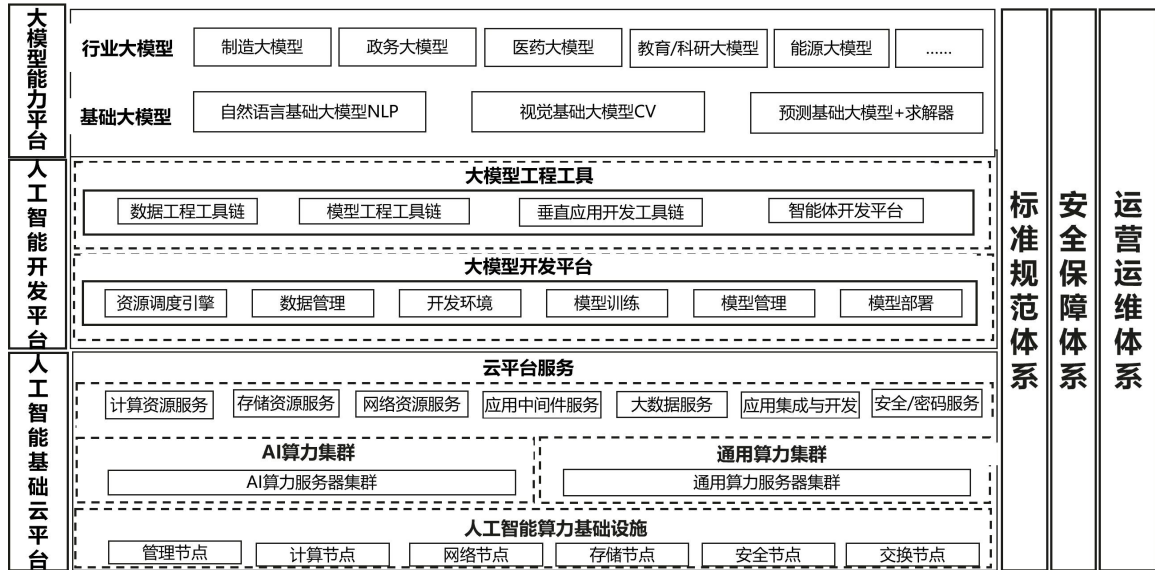 大模型能力平台
行业大模型
制造大模型
政务大模型
医药大模型
教育/科研大模型
能源大模型
......
基础大模型
自然语言基础大模型NLP
视觉基础大模型CV
预测基础大模型+求解器
人工智能开发平台
大模型工程工具
数据工程工具链
模型工程工具链
垂直应用开发工具链
智能体开发平台
大模型开发平台
资源调度引擎
数据管理
开发环境
模型训练
模型管理
模型部署
人工智能基础云平台
云平台服务
计算资源服务
存储资源服务
网络资源服务
应用中间件服务
大数据服务
应用集成与开发
安全/密码服务
AI算力集群
AI算力服务器集群
通用算力集群
通用算力服务器集群
人工智能算力基础设施
管理节点
计算节点
网络节点
存储节点
安全节点
交换节点
标准规范体系
安全保障体系
运营运维体系